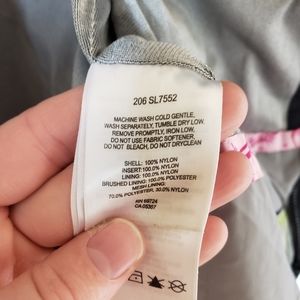 206 SL7552
MACHINE WASH COLD GENTLE,
WASH SEPARATELY, TUMBLE DRY LOW,
REMOVE PROMPTLY, IRON LOW,
DO NOT USE FABRIC SOFTENER,
DO NOT BLEACH, DO NOT DRYCLEAN
SHELL: 100% NYLON
INSERT:100.0% NYLON
LINING: 100.0% NYLON
BRUSHED LINING: 100.0% POLYESTER
MESH LINING:
70.0% POLYESTER, 30.0% NYLON
RN 69724
CA 05367